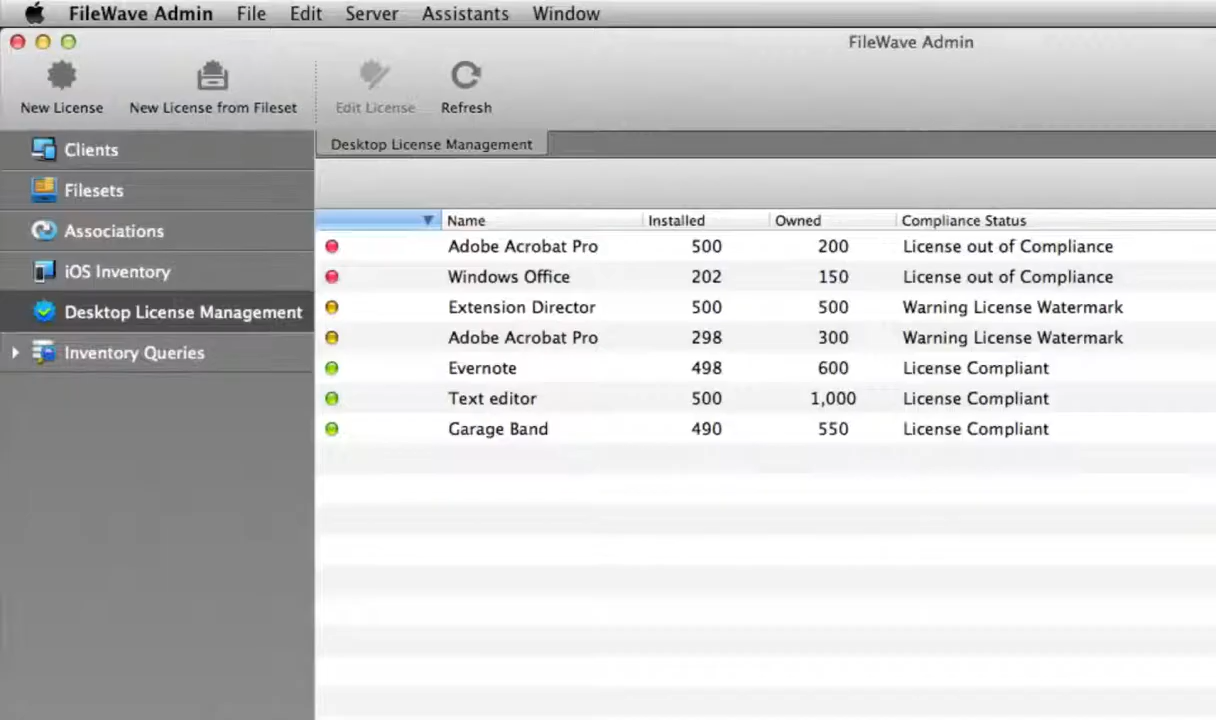 FileWave Admin File Edit Server Assistants Window
FileWave Admin
New License New License from Fileset Edit License Refresh
Clients
Filesets
Associations
iOS Inventory
Desktop License Management
Inventory Queries
Desktop License Management
Name Installed Owned Compliance Status
Adobe Acrobat Pro 500 200 License out of Compliance
Windows Office 202 150 License out of Compliance
Extension Director 500 500 Warning License Watermark
Adobe Acrobat Pro 298 300 Warning License Watermark
Evernote 498 600 License Compliant
Text editor 500 1,000 License Compliant
Garage Band 490 550 License Compliant